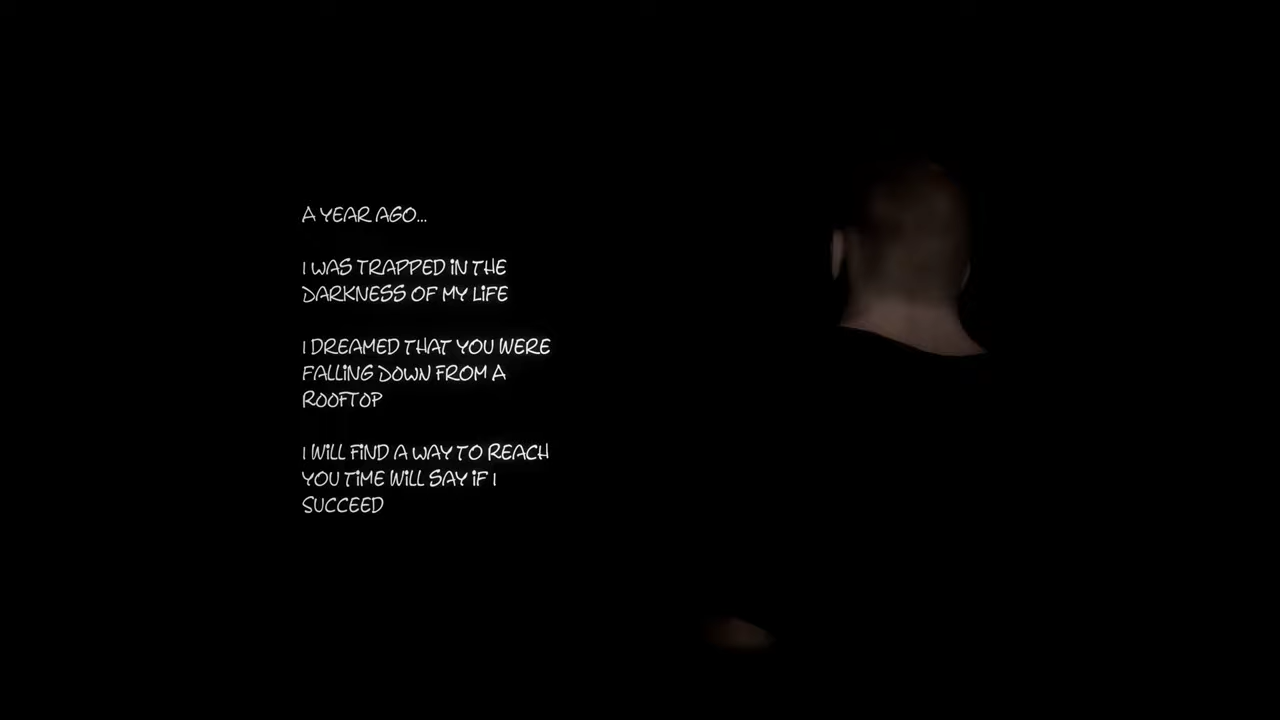 A YEAR AGO...
I WAS TRAPPED IN THE
DARKNESS OF MY LIFE
I DREAMED THAT YOU WERE
FALLING DOWN FROM A
ROOFTOP
I WILL FIND A WAY TO REACH
YOU TIME WILL SAY IF I
SUCCEED